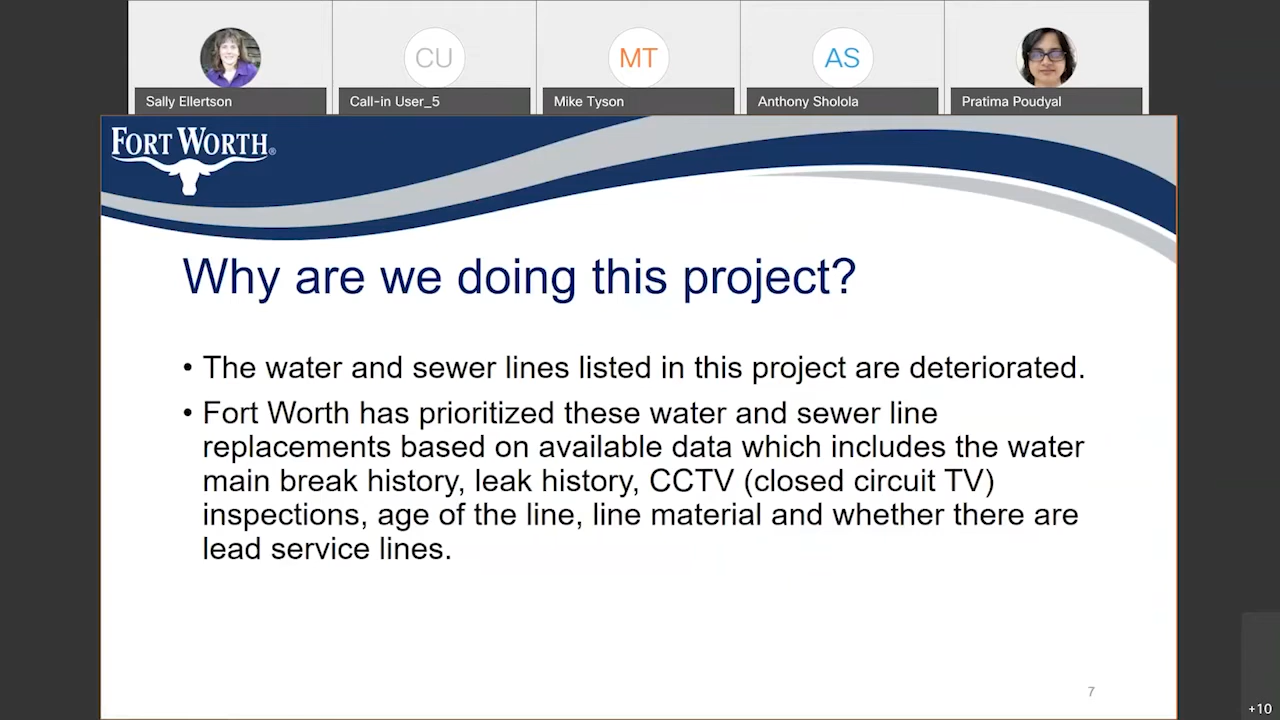 CU
MT
AS
Sally Ellertson
Call-in User_5
Mike Tyson
Anthony Sholola
Pratima Poudyal
FORT WORTH®
Why are we doing this project?
• The water and sewer lines listed in this project are deteriorated.
• Fort Worth has prioritized these water and sewer line
replacements based on available data which includes the water
main break history, leak history, CCTV (closed circuit TV)
inspections, age of the line, line material and whether there are
lead service lines.
7
+10